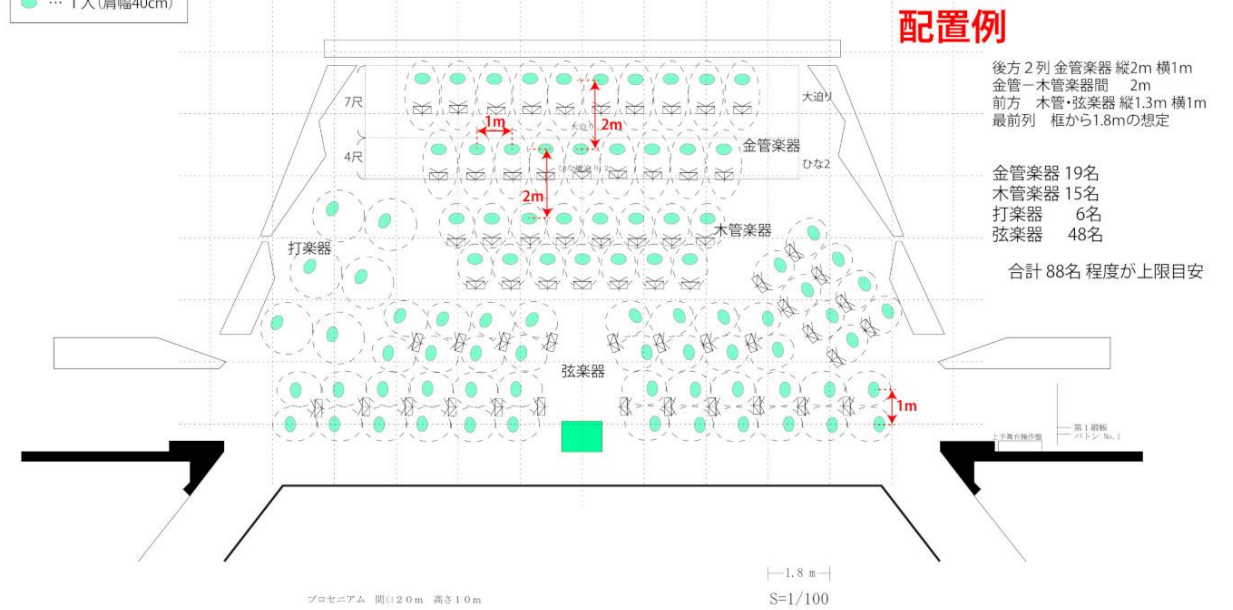 … 1人(肩幅40cm)
配置例
後方２列 金管楽器 縦2m 横1m
金管－木管楽器間　2m
前方　木管・弦楽器 縦1.3m 横1m
最前列　框から1.8mの想定
金管楽器 19名
木管楽器 15名
打楽器　6名
弦楽器　48名
合計 88名 程度が上限目安
7尺
大迫り
1m
大迫り
2m
4尺
金管楽器
ひな2
2m
木管楽器
打楽器
弦楽器
1m
第１緞帳
バトン No.1
上手舞台操作盤
1.8 m
プロセニアム　間口２０ｍ　高さ１０ｍ
S=1/100